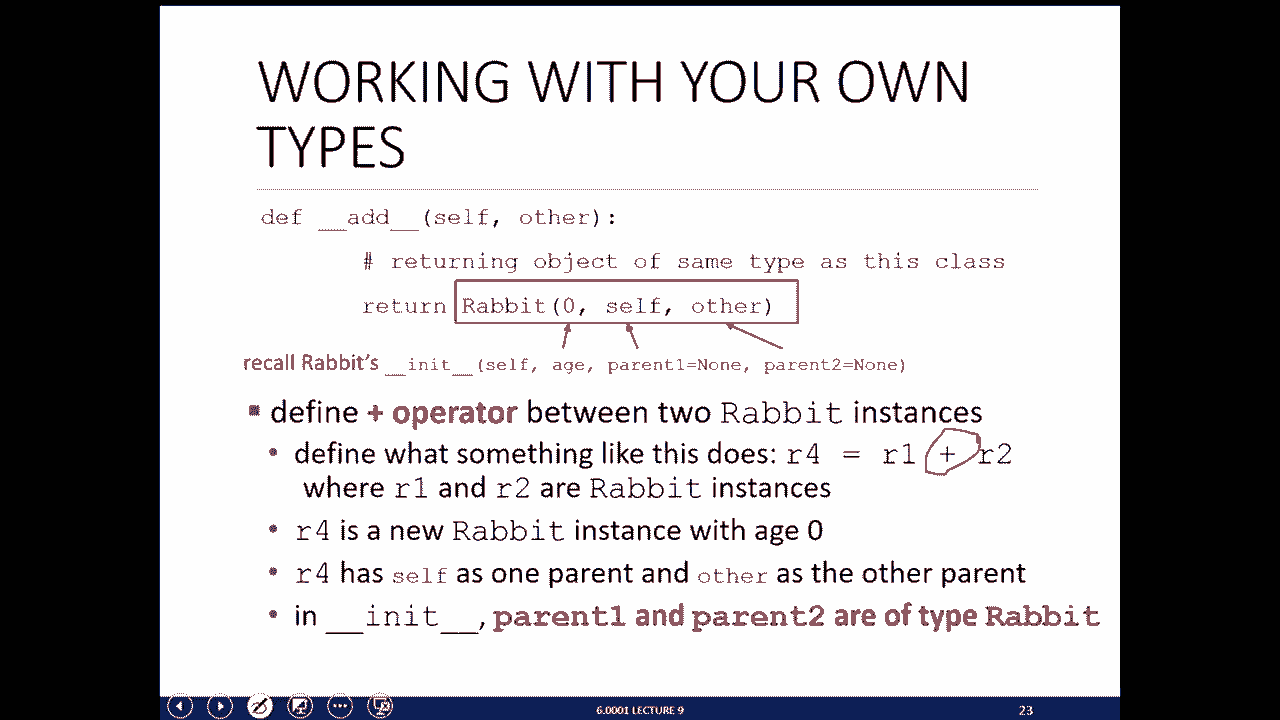 WORKING WITH YOUR OWN
TYPES
def __add__(self, other):
# returning object of same type as this class
return Rabbit(0, self, other)
recall Rabbit's __init__(self, age, parent1=None, parent2=None)
▪ define + operator between two Rabbit instances
• define what something like this does: r4 = r1 + r2
where r1 and r2 are Rabbit instances
• r4 is a new Rabbit instance with age 0
• r4 has self as one parent and other as the other parent
• in __init__, parent1 and parent2 are of type Rabbit
6.0001 LECTURE 9
23